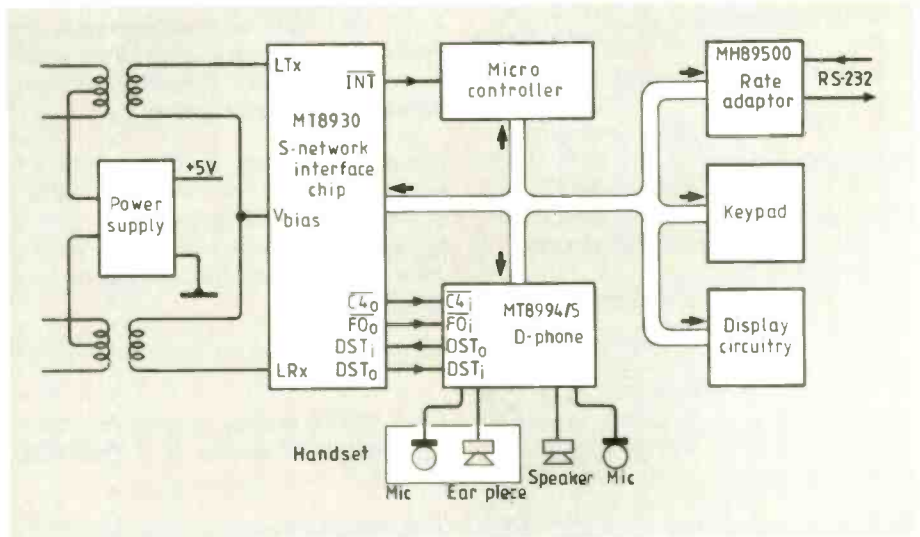 LTx
INT
MT8930
S-network
interface
chip
Vbias
C4o
FOo
DSTi
DSTo
LRx
+5V
Power
supply
Micro
controller
MT8994/5
D-phone
C4i
FOi
DSTo
DSTi
MH89500
Rate
adaptor
RS-232
Keypad
Display
circuitry
Handset
Mic
Ear piece
Speaker
Mic